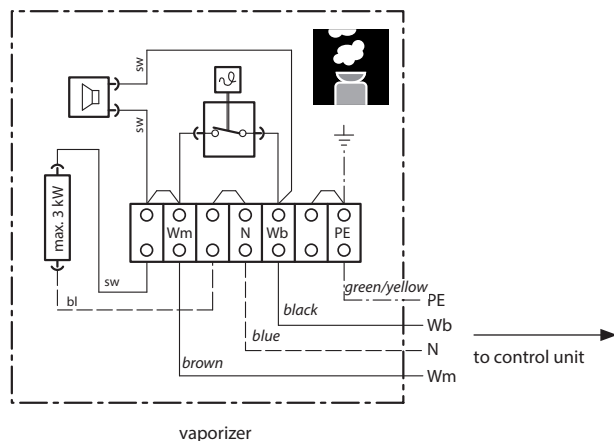 sw
sw
max. 3 kW
Wm
N
Wb
PE
sw
bl
green/yellow
PE
black
Wb
blue
N
to control unit
brown
Wm
vaporizer